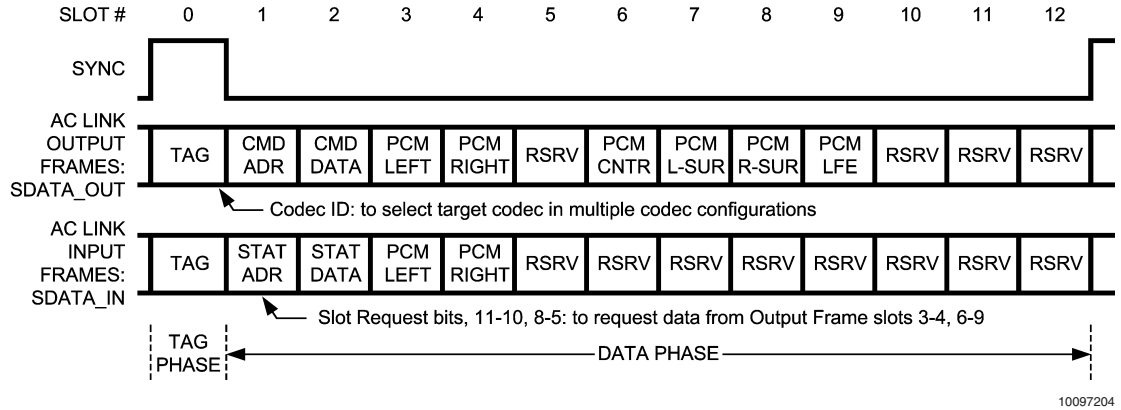 SLOT # 0 1 2 3 4 5 6 7 8 9 10 11 12
SYNC
AC LINK
OUTPUT
FRAMES:
SDATA_OUT
TAG
CMD ADR
CMD DATA
PCM LEFT
PCM RIGHT
RSRV
PCM CNTR
PCM L-SUR
PCM R-SUR
PCM LFE
RSRV
RSRV
RSRV
Codec ID: to select target codec in multiple codec configurations
AC LINK
INPUT
FRAMES:
SDATA_IN
TAG
STAT ADR
STAT DATA
PCM LEFT
PCM RIGHT
RSRV
RSRV
RSRV
RSRV
RSRV
RSRV
RSRV
RSRV
Slot Request bits, 11-10, 8-5: to request data from Output Frame slots 3-4, 6-9
TAG
PHASE
DATA PHASE
10097204